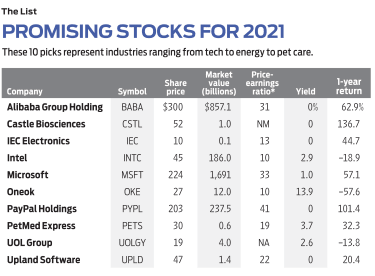 The List
PROMISING STOCKS FOR 2021
These 10 picks represent industries ranging from tech to energy to pet care.
Company Symbol Share price Market value (billions) Price-earnings ratio* Yield 1-year return
Alibaba Group Holding BABA $300 $857.1 31 0% 62.9%
Castle Biosciences CSTL 52 1.0 NM 0 136.7
IEC Electronics IEC 10 0.1 13 0 44.7
Intel INTC 45 186.0 10 2.9 –18.9
Microsoft MSFT 224 1,691 33 1.0 57.1
Oneok OKE 27 12.0 10 13.9 –57.6
PayPal Holdings PYPL 203 237.5 41 0 101.4
PetMed Express PETS 30 0.6 19 3.7 32.3
UOL Group UOLGY 19 4.0 NA 2.6 –13.8
Upland Software UPLD 47 1.4 22 0 20.4